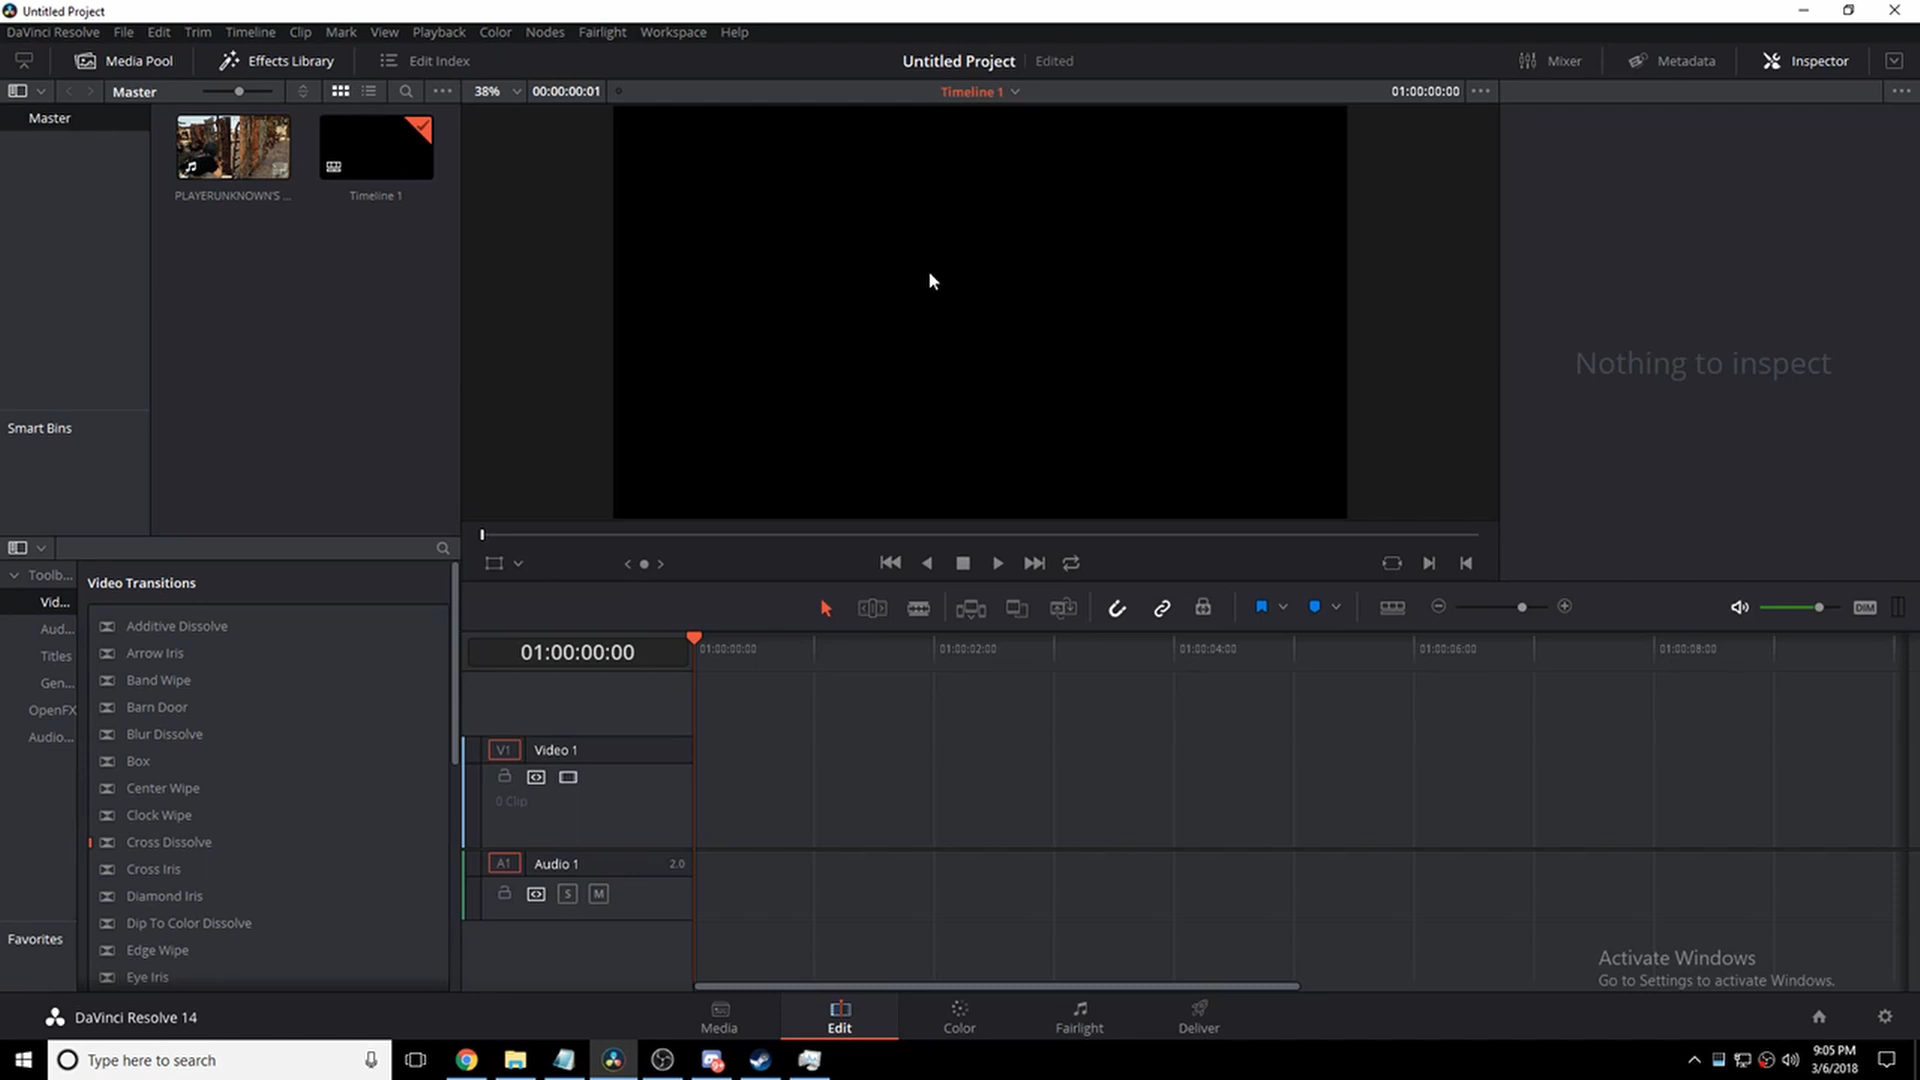 Untitled Project
DaVinci Resolve File Edit Trim Timeline Clip Mark View Playback Color Nodes Fairlight Workspace Help
Media Pool Effects Library Edit Index Untitled Project Edited Mixer Metadata Inspector
Master 38% 00:00:00:01 Timeline 1 01:00:00:00
Master
PLAYERUNKNOWN'S ... Timeline 1
Nothing to inspect
Smart Bins
Toolb...
Vid...
Aud...
Titles
Gen...
OpenFX
Audio...
Favorites
Video Transitions
Additive Dissolve
Arrow Iris
Band Wipe
Barn Door
Blur Dissolve
Box
Center Wipe
Clock Wipe
Cross Dissolve
Cross Iris
Diamond Iris
Dip To Color Dissolve
Edge Wipe
Eye Iris
DIM
01:00:00:00 01:00:00:00 01:00:02:00 01:00:04:00 01:00:06:00 01:00:08:00
V1 Video 1
0 Clip
A1 Audio 1 2.0
S M
Activate Windows
Go to Settings to activate Windows.
DaVinci Resolve 14 Media Edit Color Fairlight Deliver
Type here to search
9:05 PM
3/6/2018